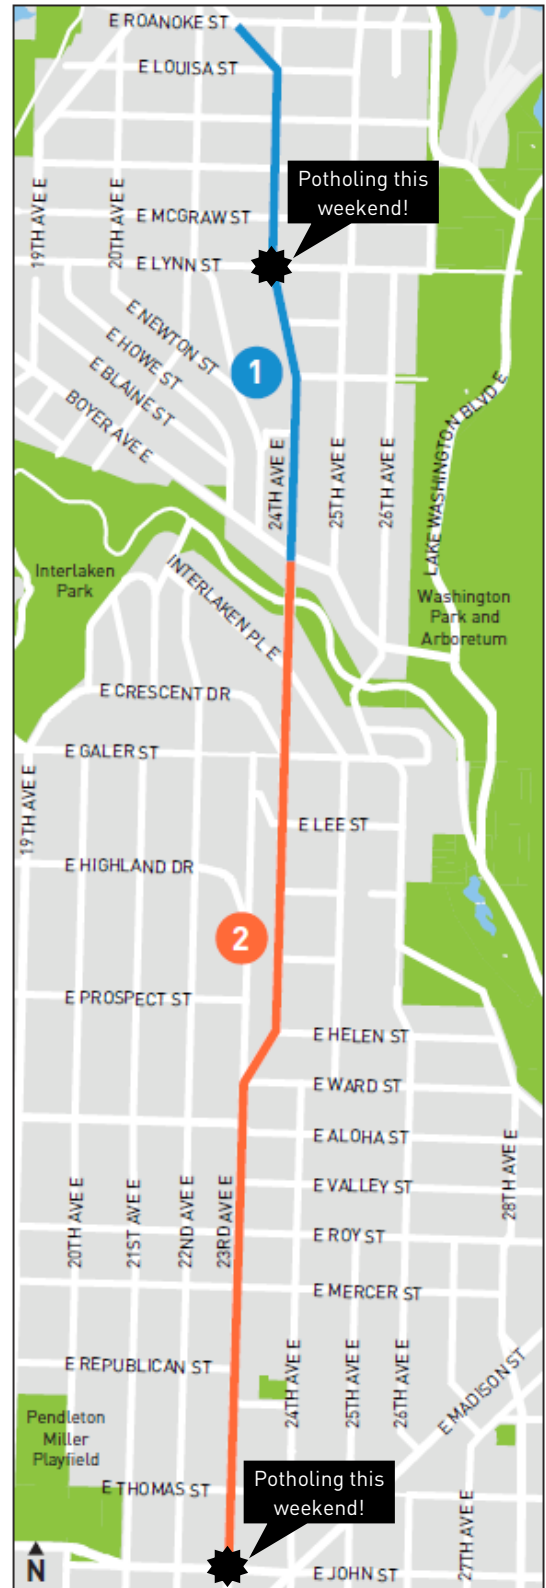 E ROANOKE ST
E LOUISA ST
Potholing this
weekend!
19TH AVE E
20TH AVE E
E MCGRAW ST
E LYNN ST
E NEWTON ST
E HOWE ST
E BLAINE ST
BOYER AVE E
1
24TH AVE E
25TH AVE E
26TH AVE E
LAKE WASHINGTON BLVD E
Interlaken
Park
INTERLAKEN PL E
Washington
Park and
Arboretum
E CRESCENT DR
E GALER ST
19TH AVE E
E LEE ST
E HIGHLAND DR
2
E PROSPECT ST
E HELEN ST
E WARD ST
E ALOHA ST
E VALLEY ST
20TH AVE E
21ST AVE E
22ND AVE E
23RD AVE E
28TH AVE E
E ROY ST
E MERCER ST
E REPUBLICAN ST
24TH AVE E
25TH AVE E
26TH AVE E
E MADISON ST
Pendleton
Miller
Playfield
E THOMAS ST
Potholing this
weekend!
27TH AVE E
N
E JOHN ST